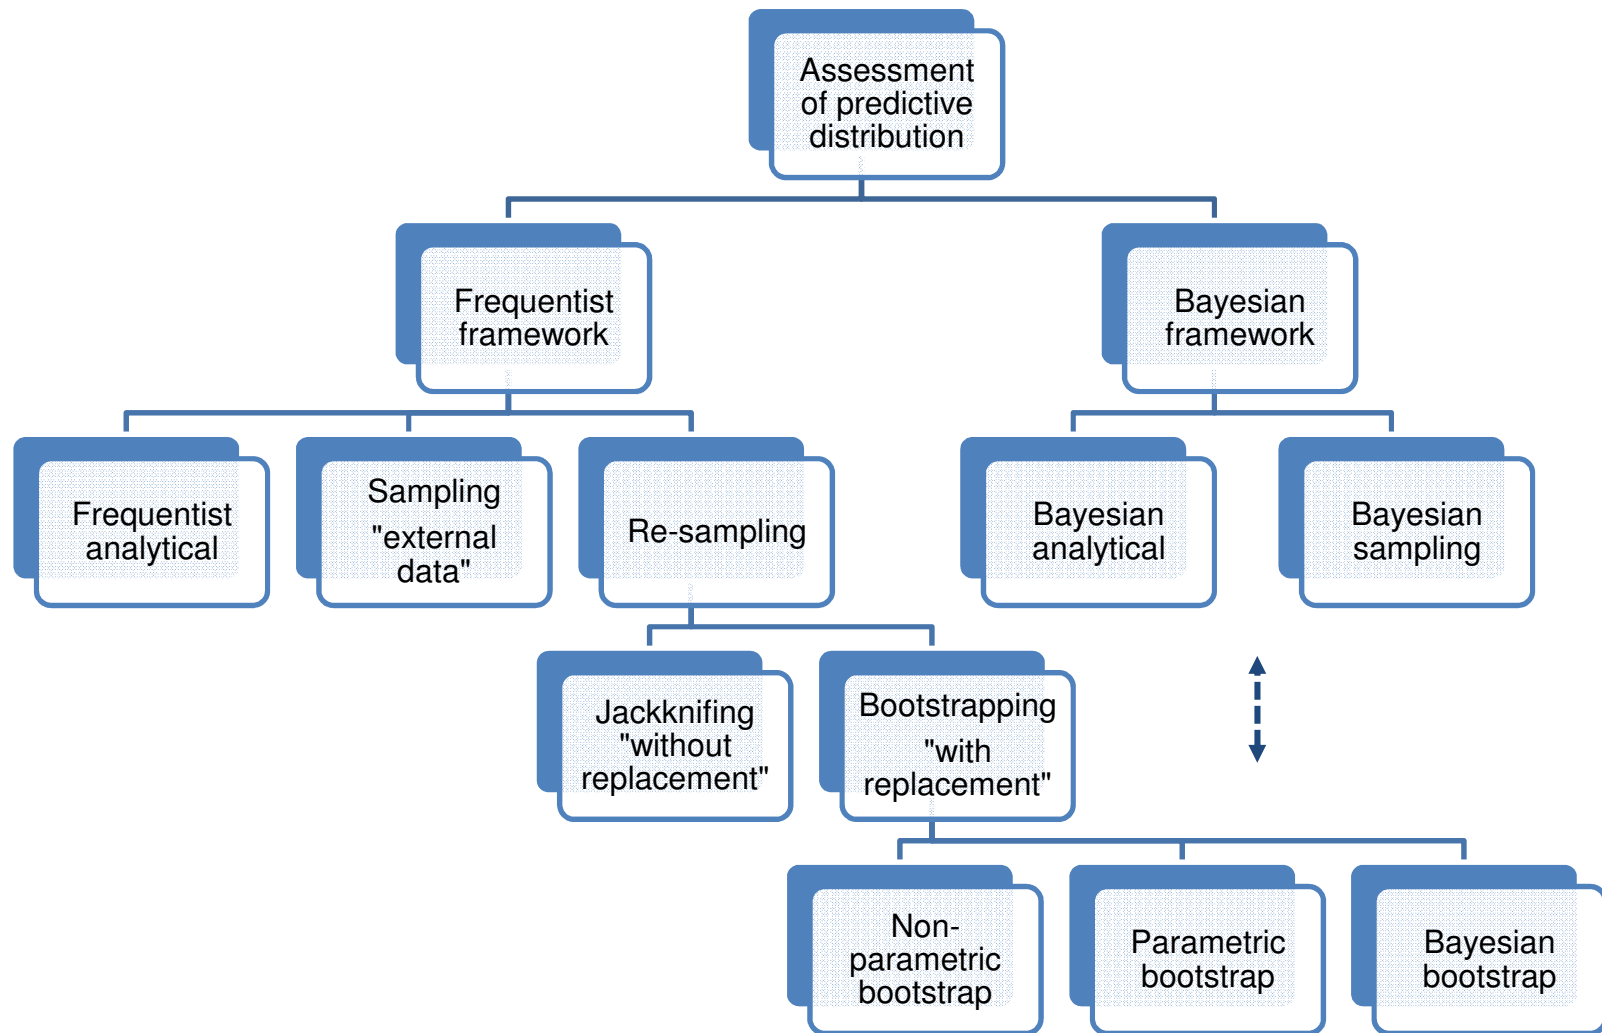 Assessment
of predictive
distribution
Frequentist
framework
Bayesian
framework
Frequentist
analytical
Sampling
"external
data"
Re-sampling
Bayesian
analytical
Bayesian
sampling
Jackknifing
"without
replacement"
Bootstrapping
"with
replacement"
Non-
parametric
bootstrap
Parametric
bootstrap
Bayesian
bootstrap